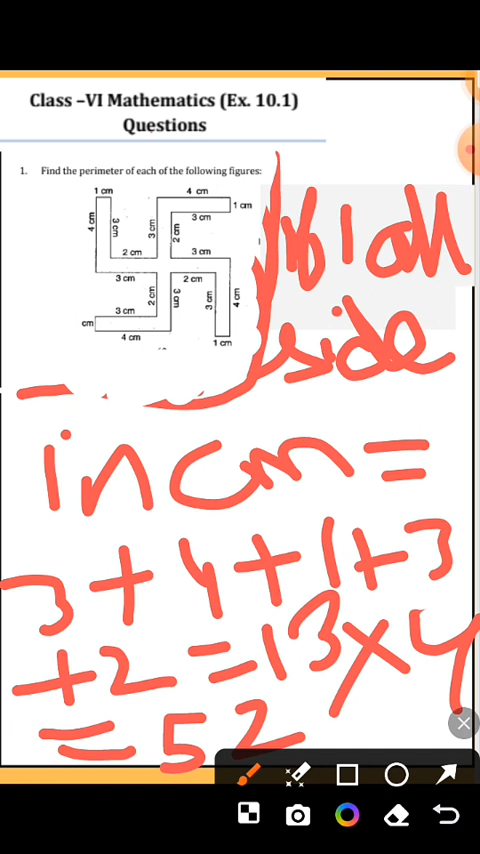 Class –VI Mathematics (Ex. 10.1)
Questions
1. Find the perimeter of each of the following figures:
1 cm
4 cm
1 cm
3 cm
4 cm
3 cm
3 cm
2 cm
2 cm
3 cm
3 cm
2 cm
2 cm
3 cm
3 cm
4 cm
3 cm
cm
4 cm
1 cm
all
side
in cm =
3 + 4 + 1 + 3
+ 2 = 13 x 4
= 52